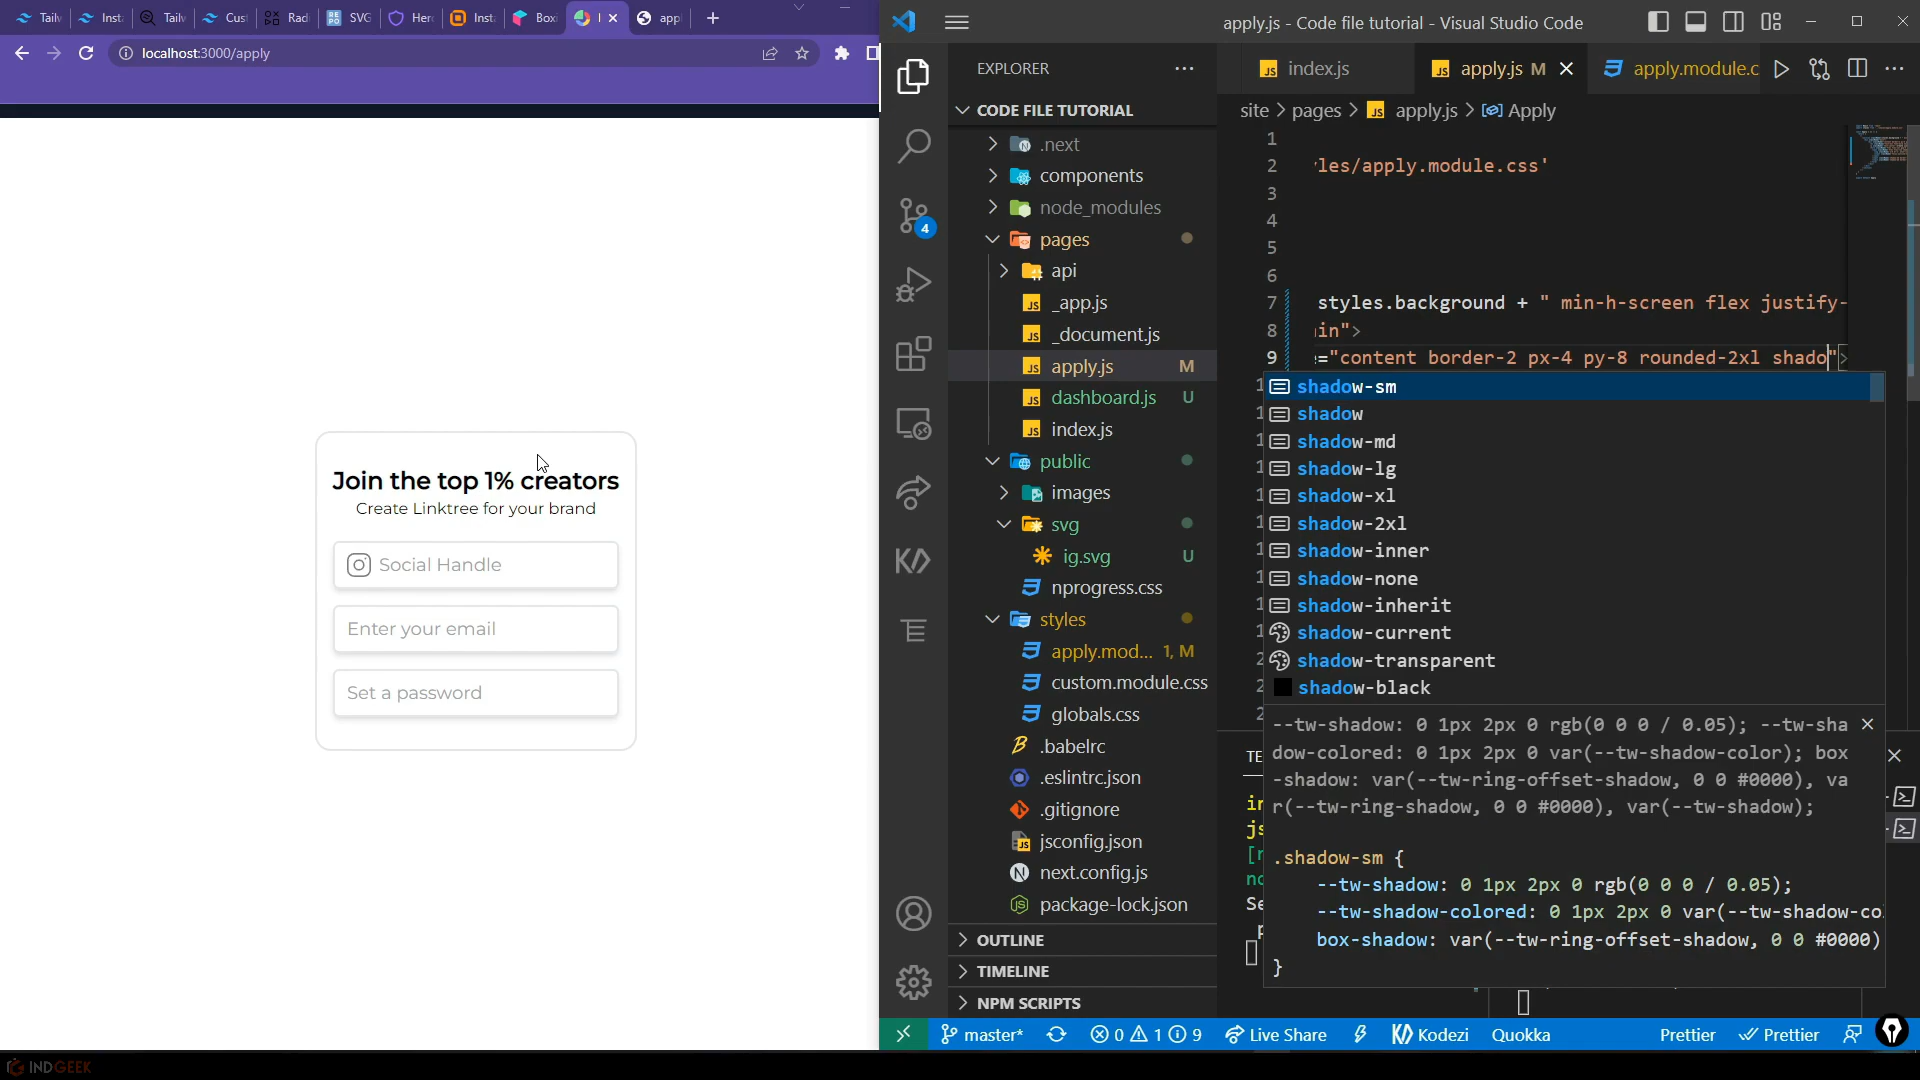 Tailw
Insta
Tailv
Cust
Radi
SVG
Hero
Insta
Boxi
appl
localhost:3000/apply
Join the top 1% creators
Create Linktree for your brand
Social Handle
Enter your email
Set a password
apply.js - Code file tutorial - Visual Studio Code
EXPLORER
CODE FILE TUTORIAL
.next
components
node_modules
pages
api
_app.js
_document.js
apply.js M
dashboard.js U
index.js
public
images
svg
ig.svg U
nprogress.css
styles
apply.mod... 1, M
custom.module.css
globals.css
.babelrc
.eslintrc.json
.gitignore
jsconfig.json
next.config.js
package-lock.json
OUTLINE
TIMELINE
NPM SCRIPTS
4
index.js
apply.js M
apply.module.c
site > pages > apply.js > Apply
1
2 'les/apply.module.css'
3
4
5
6
7 styles.background + " min-h-screen flex justify-
8 in">
9 ="content border-2 px-4 py-8 rounded-2xl shado">
shadow-sm
shadow
shadow-md
shadow-lg
shadow-xl
shadow-2xl
shadow-inner
shadow-none
shadow-inherit
shadow-current
shadow-transparent
shadow-black
--tw-shadow: 0 1px 2px 0 rgb(0 0 0 / 0.05); --tw-sha
dow-colored: 0 1px 2px 0 var(--tw-shadow-color); box
-shadow: var(--tw-ring-offset-shadow, 0 0 #0000), va
r(--tw-ring-shadow, 0 0 #0000), var(--tw-shadow);
.shadow-sm {
--tw-shadow: 0 1px 2px 0 rgb(0 0 0 / 0.05);
--tw-shadow-colored: 0 1px 2px 0 var(--tw-shadow-co
box-shadow: var(--tw-ring-offset-shadow, 0 0 #0000)
}
master*
0 1 9
Live Share
Kodezi
Quokka
Prettier
Prettier
INDGEEK